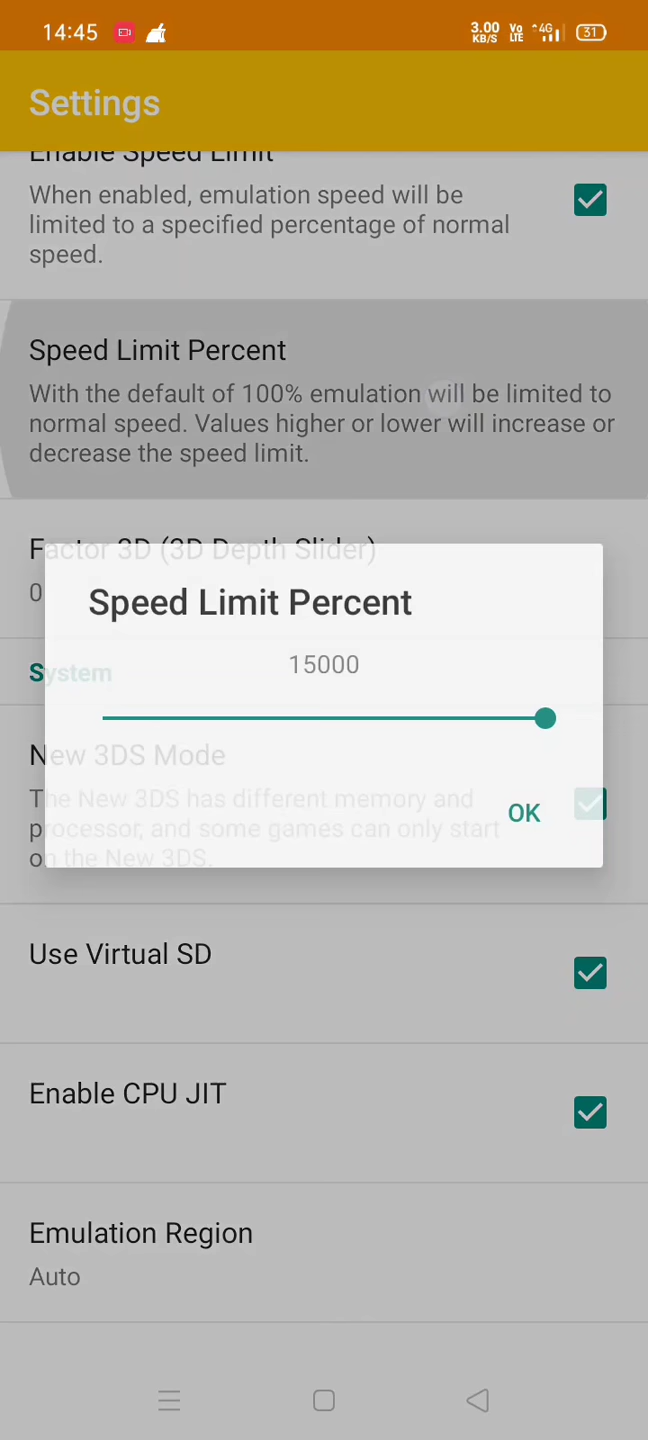 14:45
3.00
KB/S
Vo
LTE
4G
31
Settings
Enable Speed Limit
When enabled, emulation speed will be
limited to a specified percentage of normal
speed.
Speed Limit Percent
With the default of 100% emulation will be limited to
normal speed. Values higher or lower will increase or
decrease the speed limit.
Factor 3D (3D Depth Slider)
0
Speed Limit Percent
15000
System
New 3DS Mode
The New 3DS has different memory and
processor, and some games can only start
on the New 3DS.
OK
Use Virtual SD
Enable CPU JIT
Emulation Region
Auto